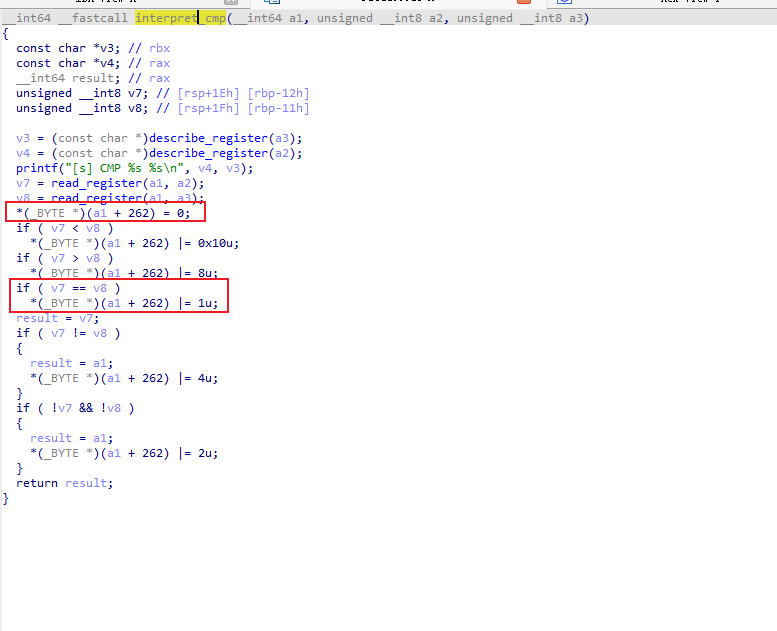 __int64 __fastcall interpret_cmp(__int64 a1, unsigned __int8 a2, unsigned __int8 a3)
{
  const char *v3; // rbx
  const char *v4; // rax
  __int64 result; // rax
  unsigned __int8 v7; // [rsp+1Eh] [rbp-12h]
  unsigned __int8 v8; // [rsp+1Fh] [rbp-11h]

  v3 = (const char *)describe_register(a3);
  v4 = (const char *)describe_register(a2);
  printf("[s] CMP %s %s\n", v4, v3);
  v7 = read_register(a1, a2);
  v8 = read_register(a1, a3);
  *(_BYTE *)(a1 + 262) = 0;
  if ( v7 < v8 )
    *(_BYTE *)(a1 + 262) |= 0x10u;
  if ( v7 > v8 )
    *(_BYTE *)(a1 + 262) |= 8u;
  if ( v7 == v8 )
    *(_BYTE *)(a1 + 262) |= 1u;
  result = v7;
  if ( v7 != v8 )
  {
    result = a1;
    *(_BYTE *)(a1 + 262) |= 4u;
  }
  if ( !v7 && !v8 )
  {
    result = a1;
    *(_BYTE *)(a1 + 262) |= 2u;
  }
  return result;
}